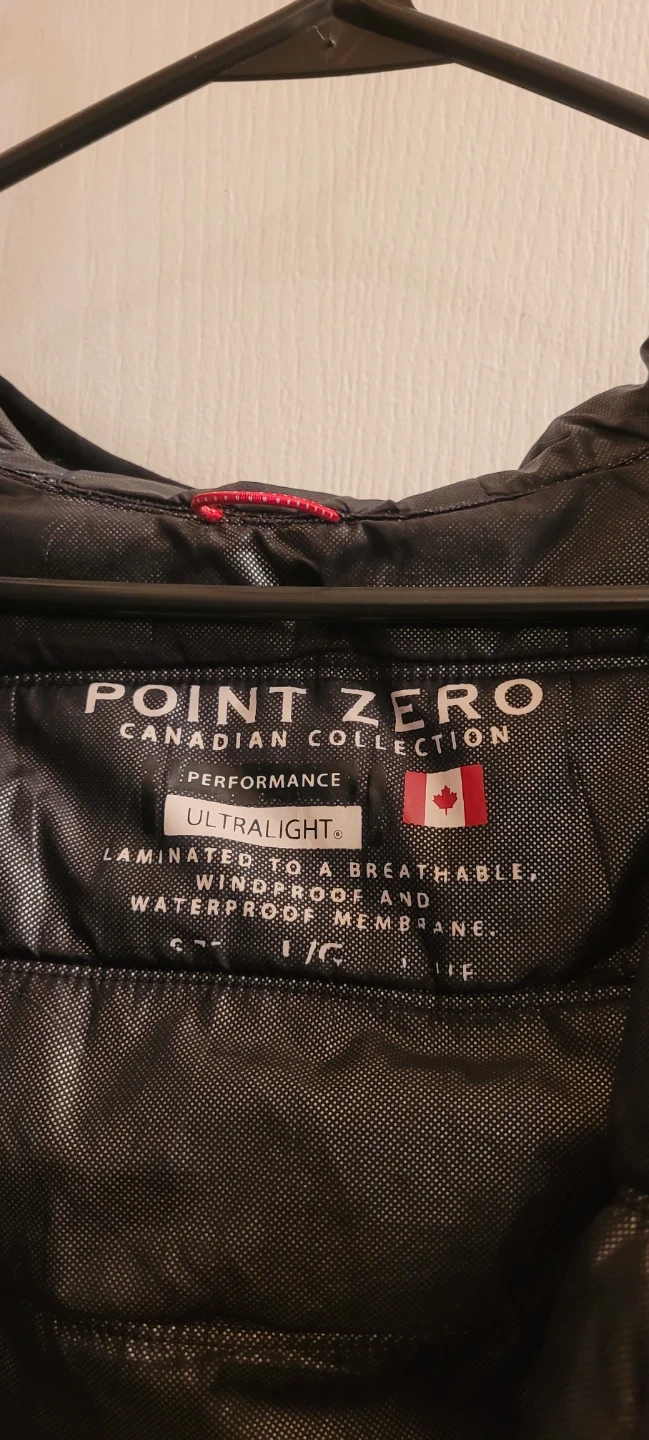 POINT ZERO
CANADIAN COLLECTION
PERFORMANCE
ULTRALIGHT®
LAMINATED TO A BREATHABLE,
WINDPROOF AND
WATERPROOF MEMBRANE.
L/G